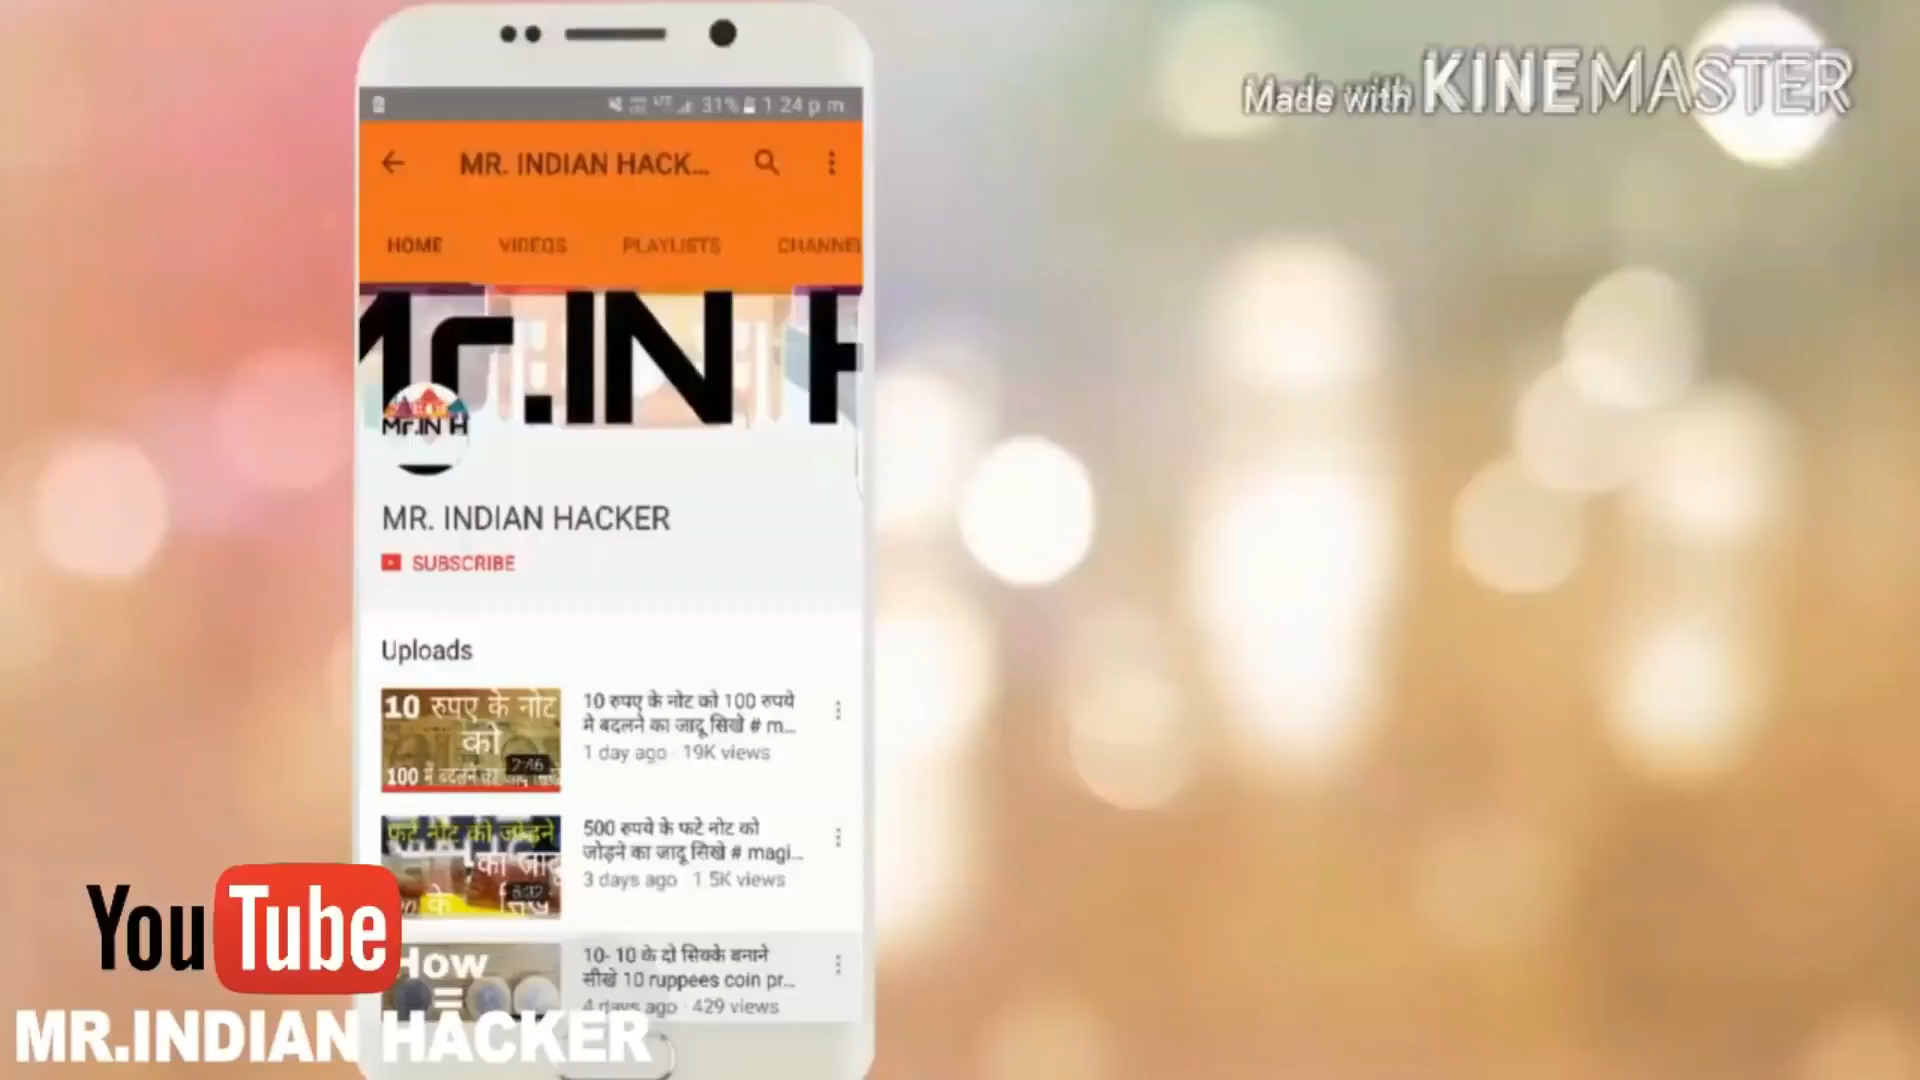 Made with KINEMASTER
31% 1 24 p m
MR. INDIAN HACK...
HOME VIDEOS PLAYLISTS CHANNEL
Mr.IN H
Mr.IN H
MR. INDIAN HACKER
SUBSCRIBE
Uploads
10 रुपए के नोट
को
2:46
100 में बदलने का जादू सिखे
10 रुपए के नोट को 100 रुपये
मे बदलने का जादू सिखे # m...
1 day ago · 19K views
फटे नोट को जोड़ने
का जादू
के सिखे
500 रुपये के फटे नोट को
जोड़ने का जादू सिखे # magi...
3 days ago · 1.5K views
How
=
10- 10 के दो सिक्के बनाने
सीखे 10 ruppees coin pr...
4 days ago · 429 views
YouTube
MR.INDIAN HACKER